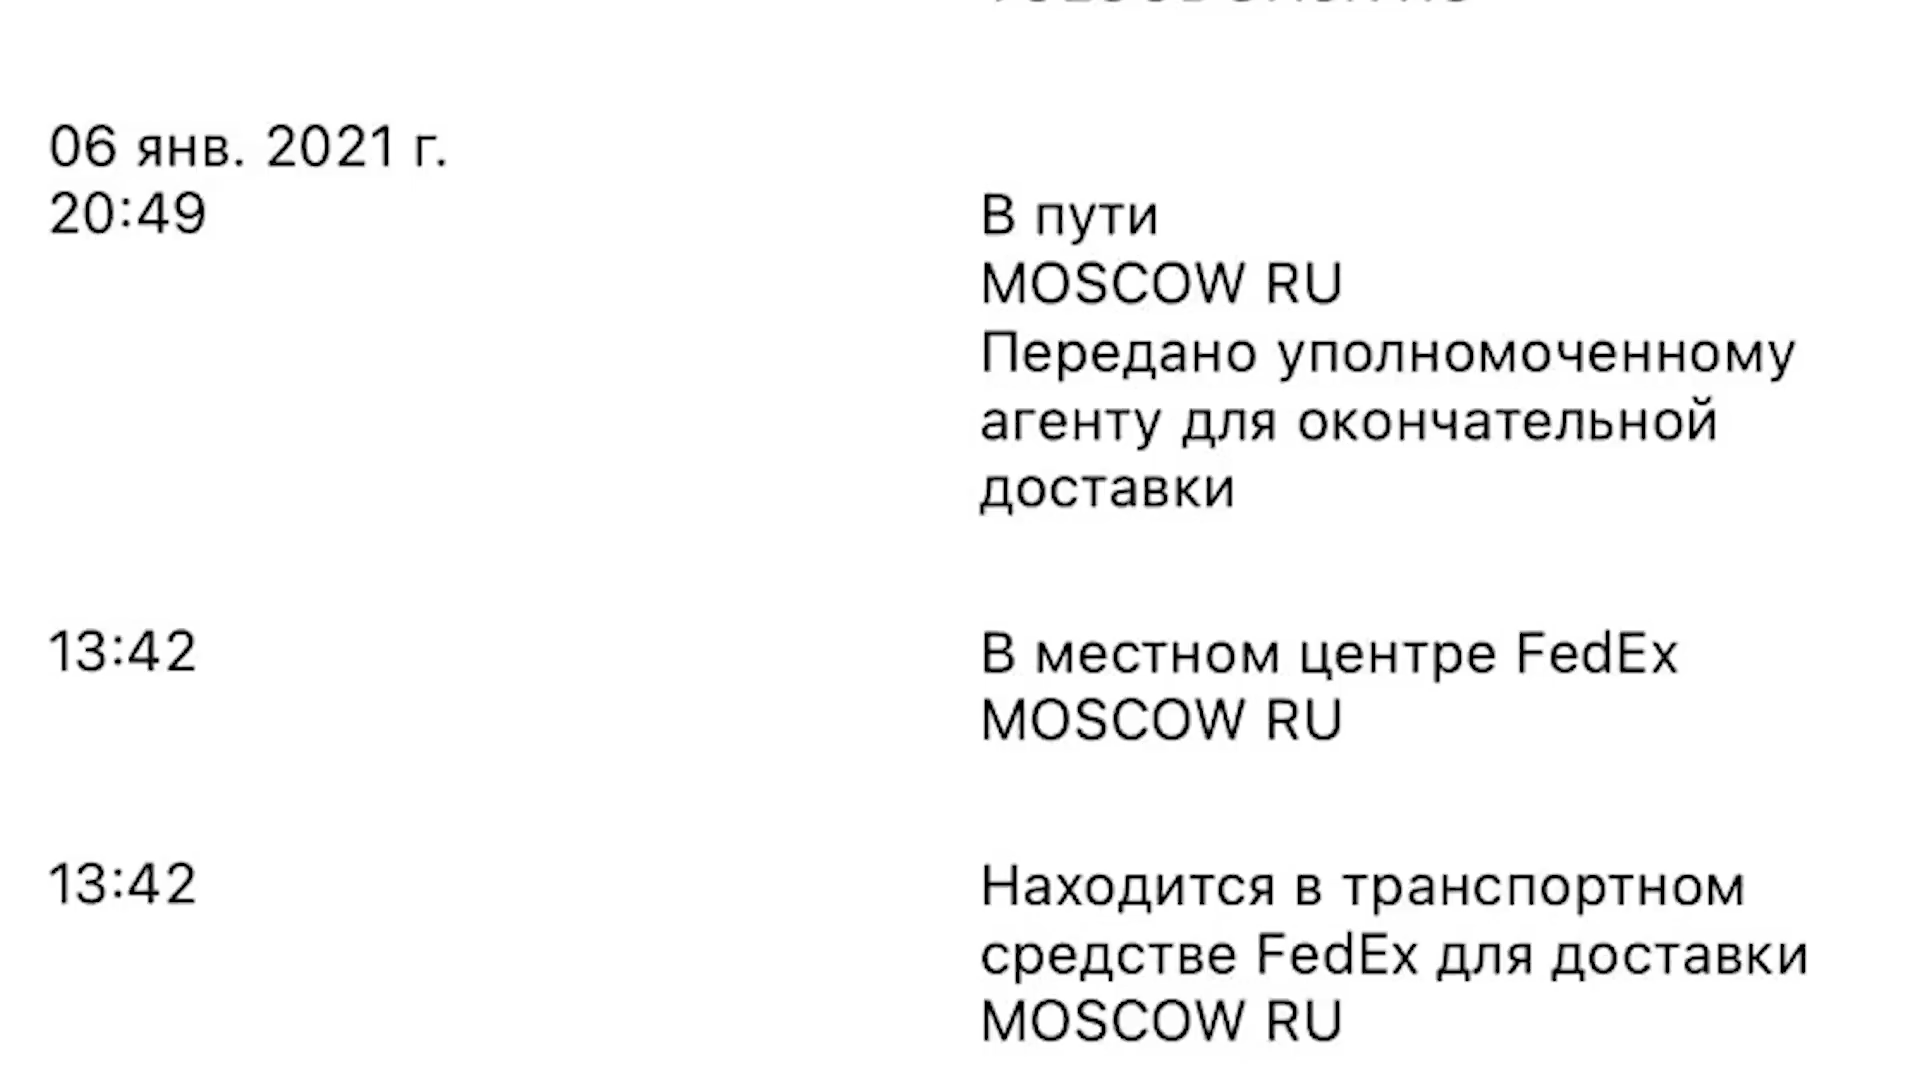 06 янв. 2021 г.
20:49
В пути
MOSCOW RU
Передано уполномоченному
агенту для окончательной
доставки
13:42
В местном центре FedEx
MOSCOW RU
13:42
Находится в транспортном
средстве FedEx для доставки
MOSCOW RU